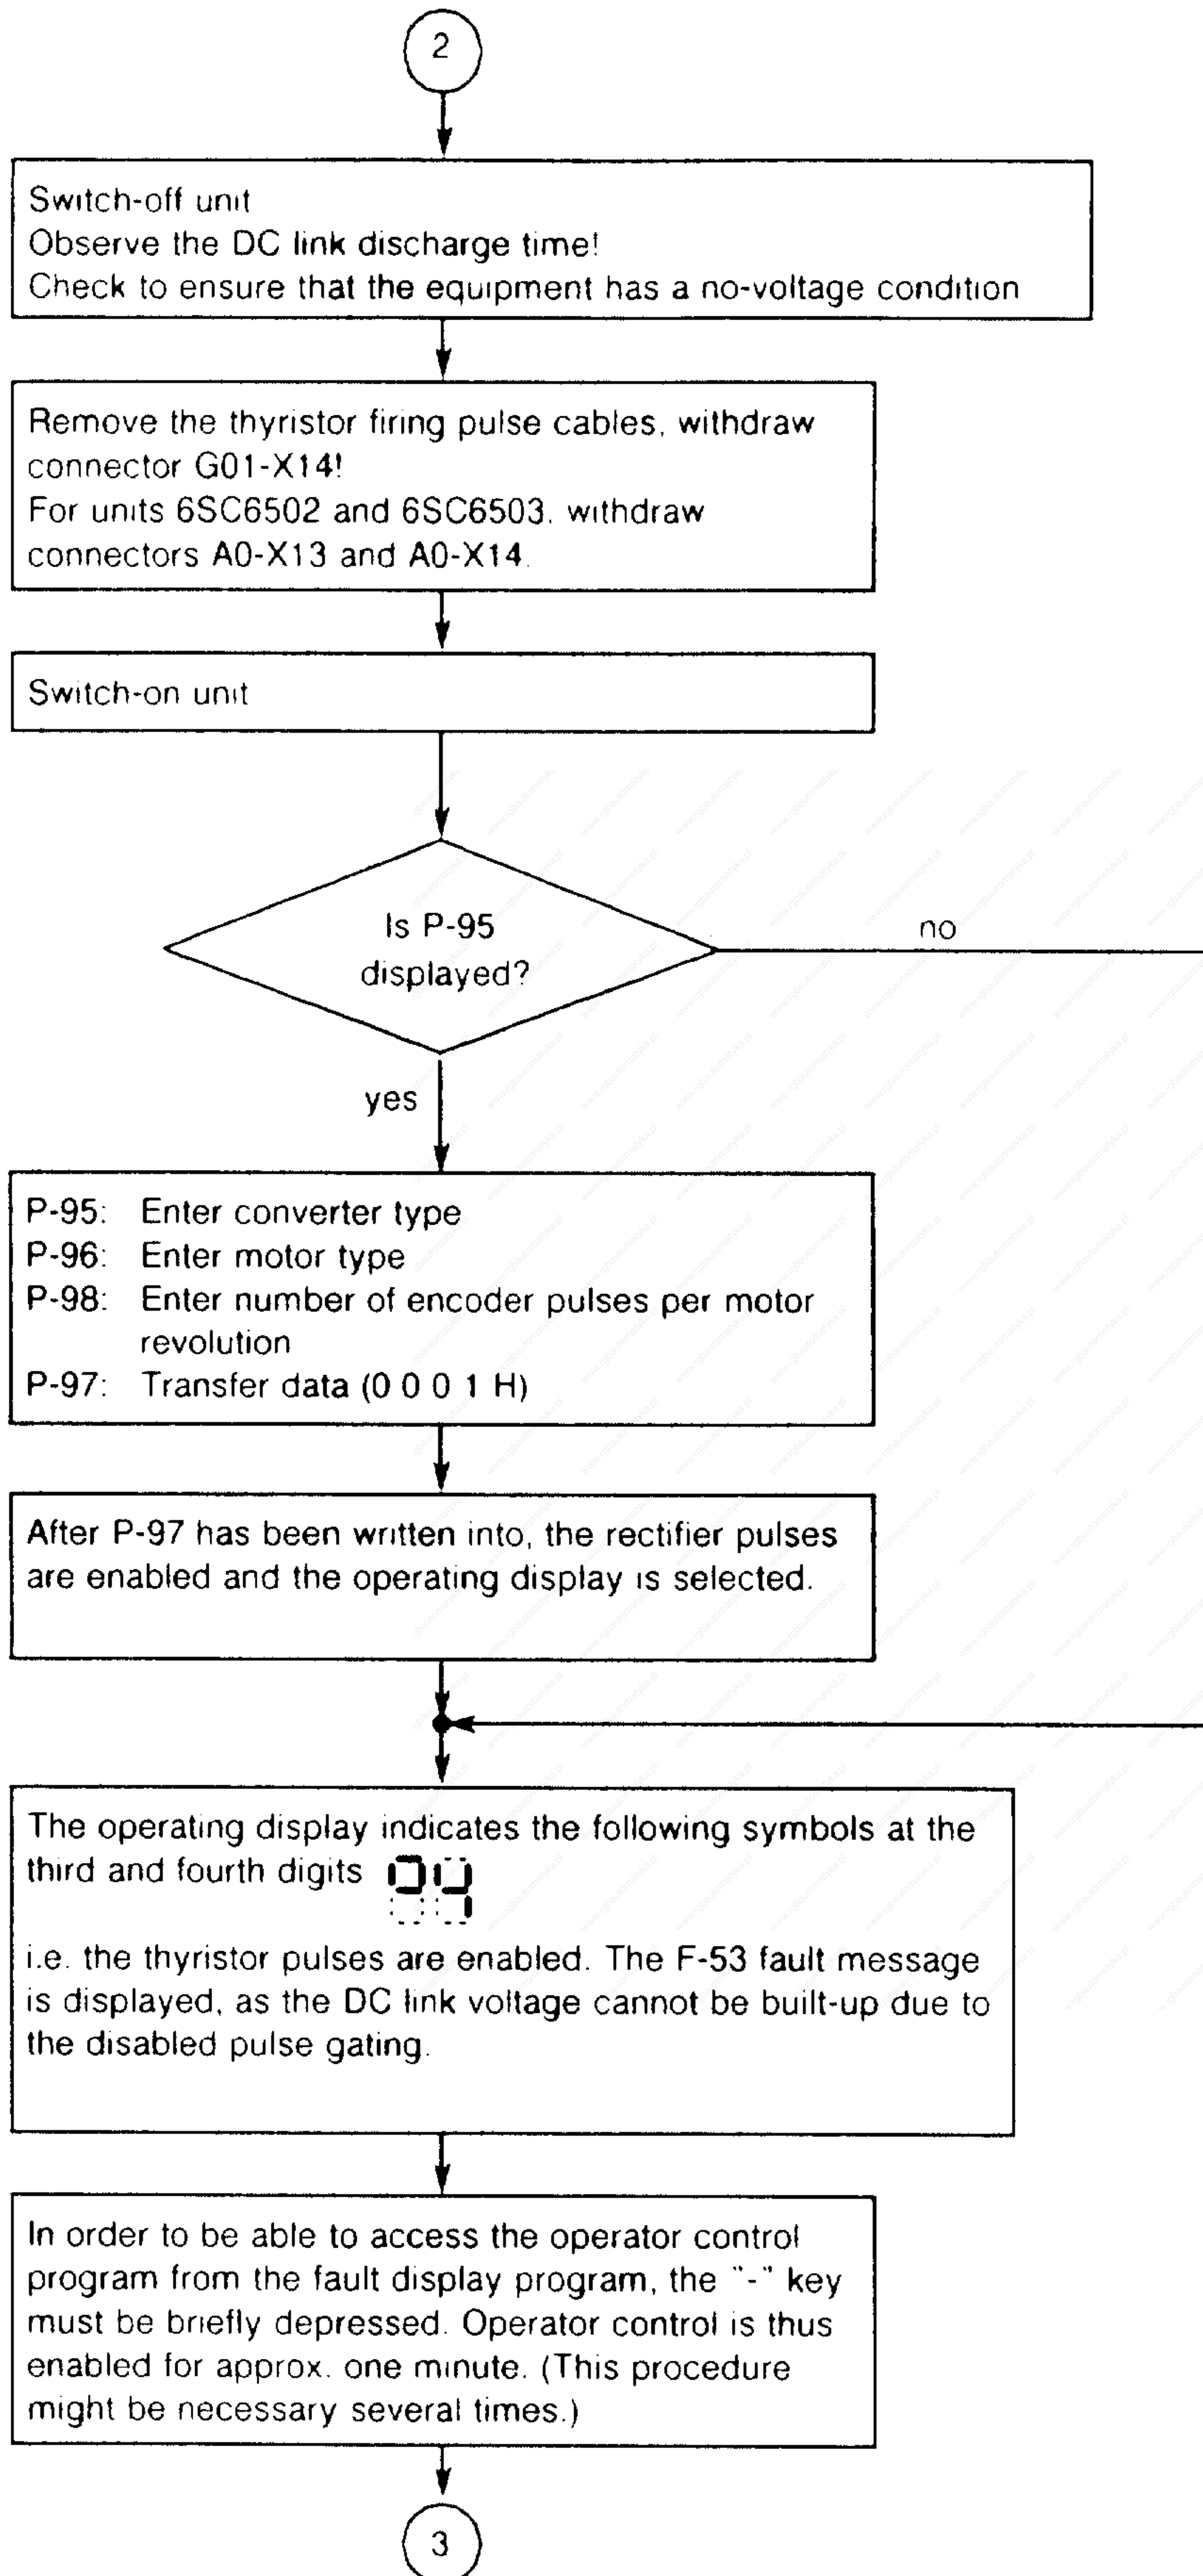 2
Switch-off unit
Observe the DC link discharge time!
Check to ensure that the equipment has a no-voltage condition
Remove the thyristor firing pulse cables, withdraw
connector G01-X14!
For units 6SC6502 and 6SC6503, withdraw
connectors A0-X13 and A0-X14.
Switch-on unit
Is P-95
displayed?
no
yes
P-95: Enter converter type
P-96: Enter motor type
P-98: Enter number of encoder pulses per motor
revolution
P-97: Transfer data (0 0 0 1 H)
After P-97 has been written into, the rectifier pulses
are enabled and the operating display is selected.
The operating display indicates the following symbols at the
third and fourth digits
i.e. the thyristor pulses are enabled. The F-53 fault message
is displayed, as the DC link voltage cannot be built-up due to
the disabled pulse gating.
In order to be able to access the operator control
program from the fault display program, the "-" key
must be briefly depressed. Operator control is thus
enabled for approx. one minute. (This procedure
might be necessary several times.)
3
www.rgbautomatyka.pl